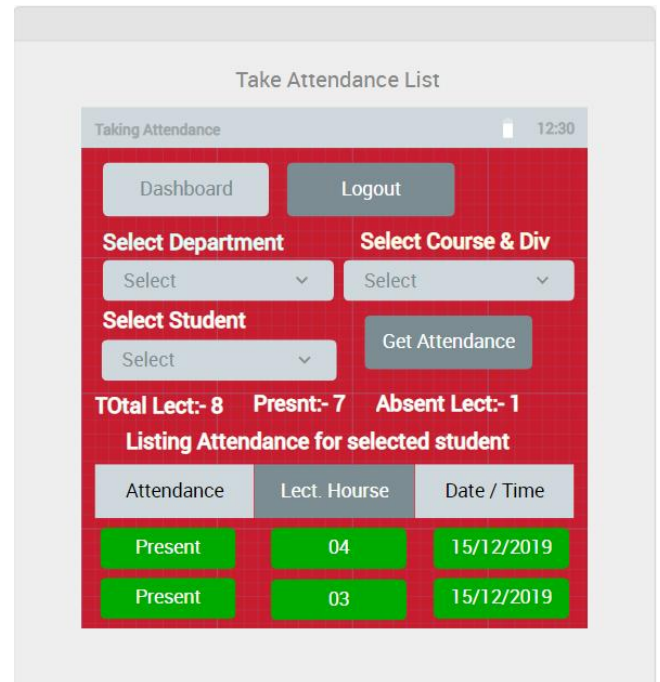 Take Attendance List
Taking Attendance 12:30
Dashboard Logout
Select Department Select Course & Div
Select Select
Select Student
Get Attendance
Select
TOtal Lect:- 8 Presnt:- 7 Absent Lect:- 1
Listing Attendance for selected student
Attendance Lect. Hourse Date / Time
Present 04 15/12/2019
Present 03 15/12/2019